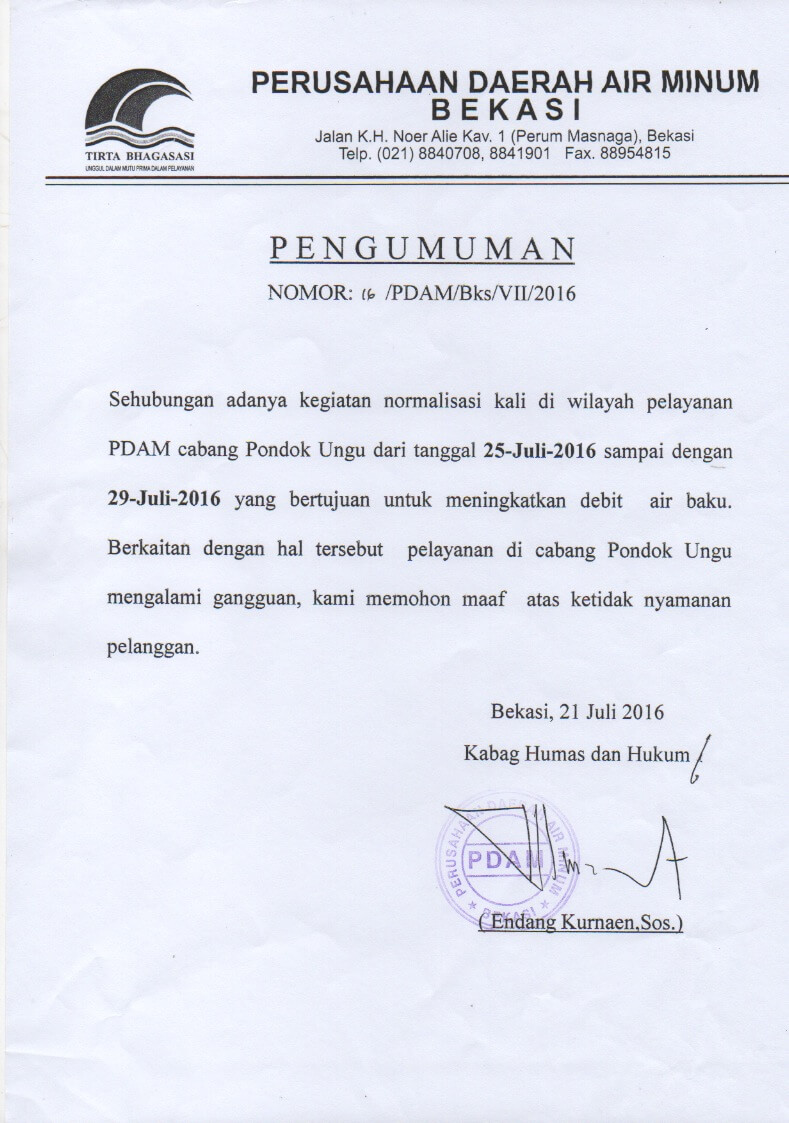 PERUSAHAAN DAERAH AIR MINUM
BEKASI
Jalan K.H. Noer Alie Kav. 1 (Perum Masnaga), Bekasi
Telp. (021) 8840708, 8841901 Fax. 88954815
TIRTA BHAGASASI
UNGGUL DALAM MUTU PRIMA DALAM PELAYANAN
PENGUMUMAN
NOMOR: 16 /PDAM/Bks/VII/2016
Sehubungan adanya kegiatan normalisasi kali di wilayah pelayanan
PDAM cabang Pondok Ungu dari tanggal 25-Juli-2016 sampai dengan
29-Juli-2016 yang bertujuan untuk meningkatkan debit air baku.
Berkaitan dengan hal tersebut pelayanan di cabang Pondok Ungu
mengalami gangguan, kami memohon maaf atas ketidak nyamanan
pelanggan.
Bekasi, 21 Juli 2016
Kabag Humas dan Hukum
PERUSAHAAN DAERAH AIR MINUM
PDAM
BEKASI
( Endang Kurnaen,Sos.)